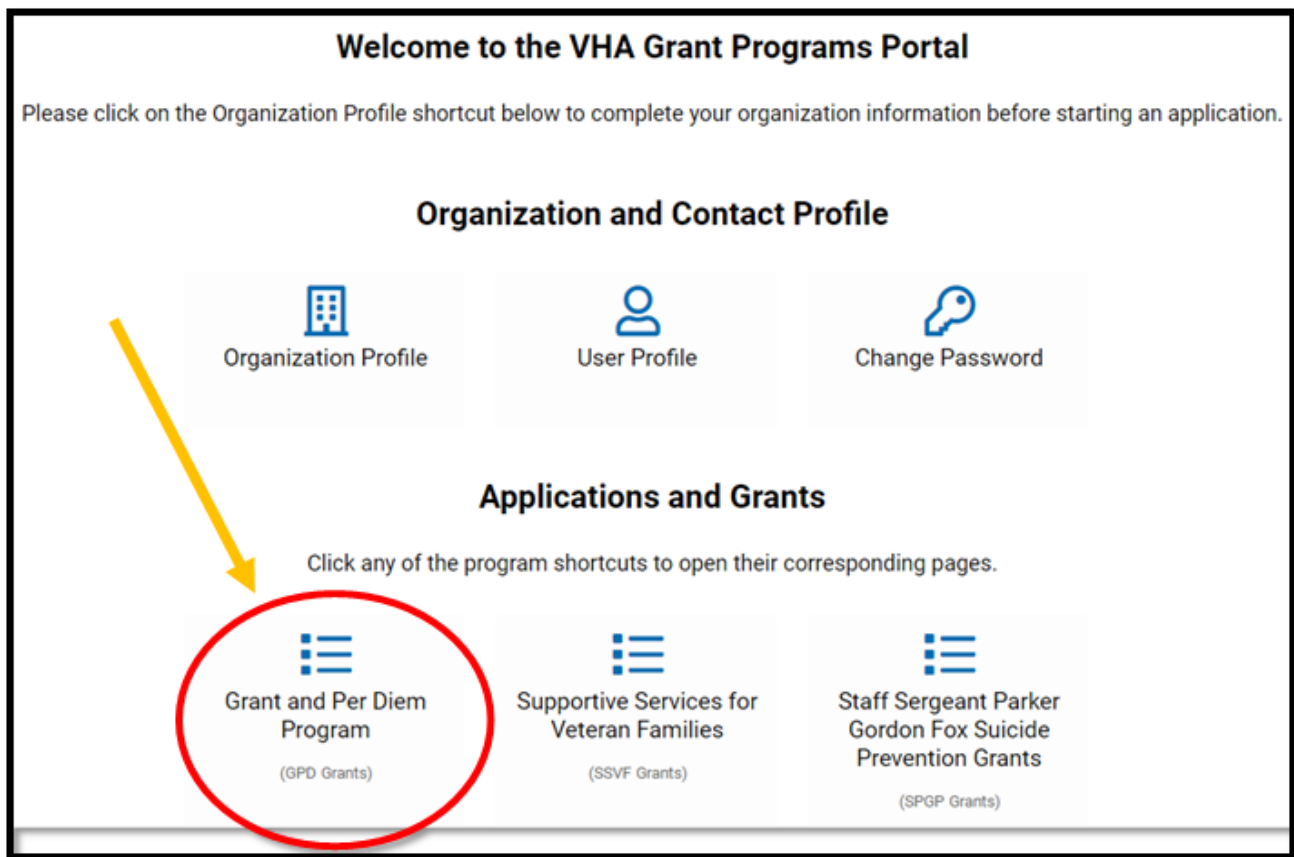 Welcome to the VHA Grant Programs Portal
Please click on the Organization Profile shortcut below to complete your organization information before starting an application.
Organization and Contact Profile
Organization Profile
User Profile
Change Password
Applications and Grants
Click any of the program shortcuts to open their corresponding pages.
Grant and Per Diem
Program
(GPD Grants)
Supportive Services for
Veteran Families
(SSVF Grants)
Staff Sergeant Parker
Gordon Fox Suicide
Prevention Grants
(SPGP Grants)